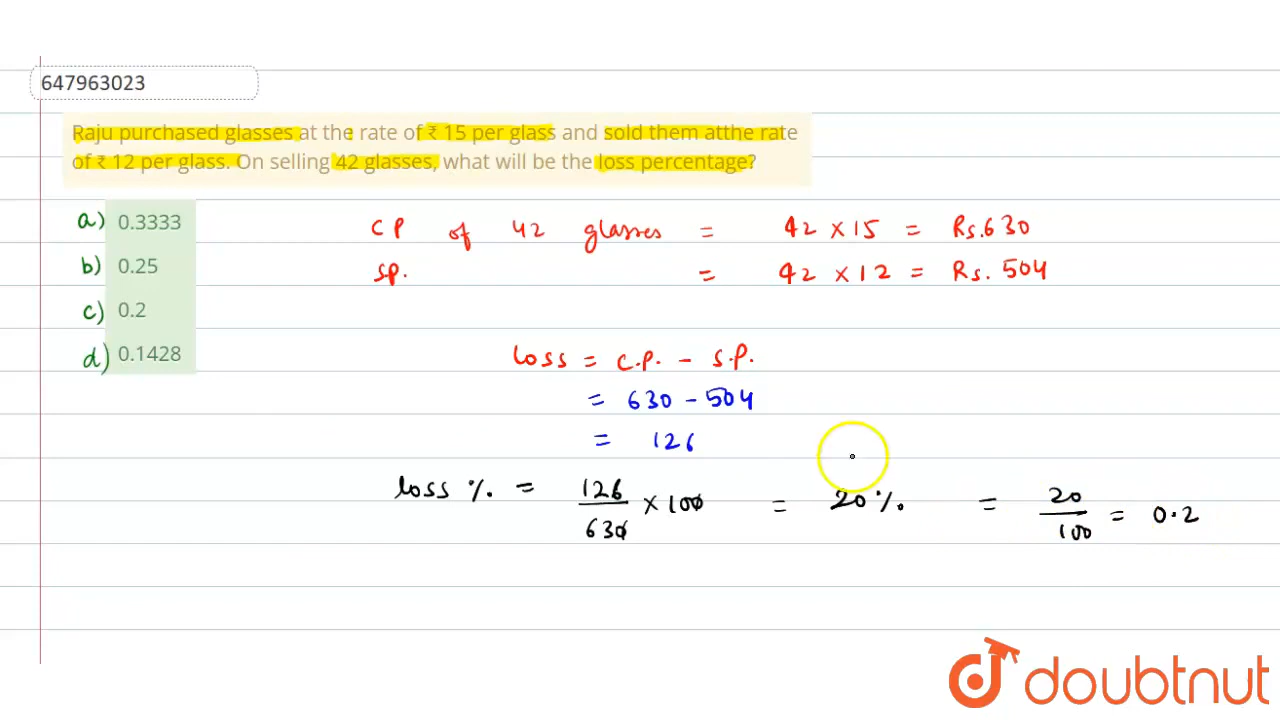 647963023
Raju purchased glasses at the rate of ₹ 15 per glass and sold them atthe rate
of ₹ 12 per glass. On selling 42 glasses, what will be the loss percentage?
a) 0.3333
b) 0.25
c) 0.2
d) 0.1428
CP of 42 glasses = 42 × 15 = Rs. 630
S.P. = 42 × 12 = Rs. 504
loss = C.P. - S.P.
= 630 - 504
= 126
loss %. = 126/630 × 100 = 20 %. = 20/100 = 0.2
doubtnut